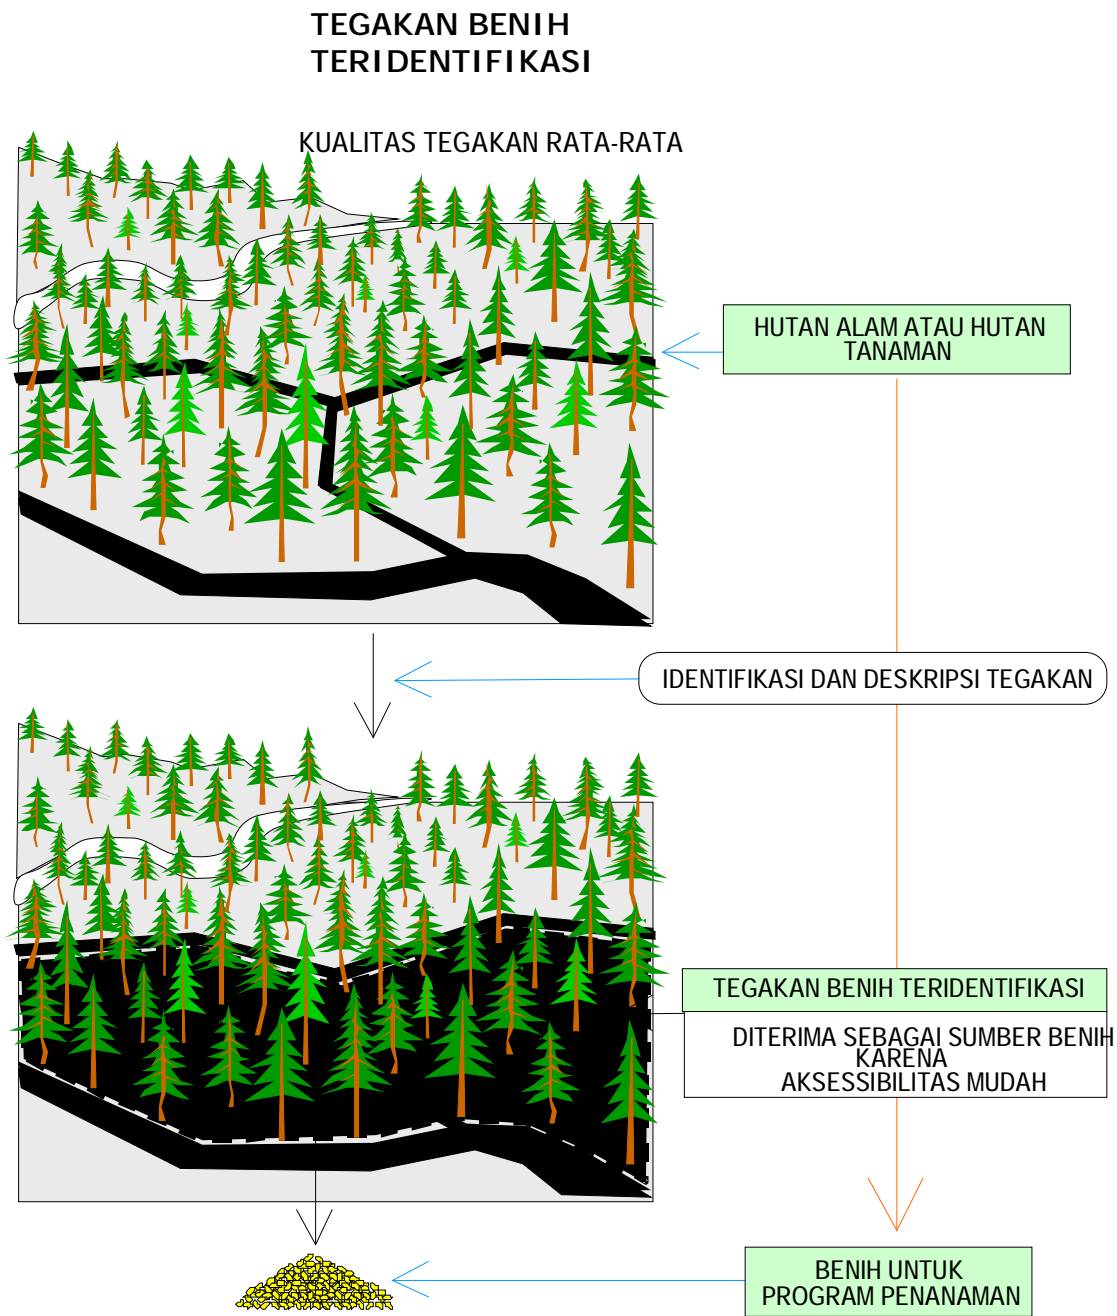 TEGAKAN BENIH
TERIDENTIFIKASI
KUALITAS TEGAKAN RATA-RATA
HUTAN ALAM ATAU HUTAN
TANAMAN
IDENTIFIKASI DAN DESKRIPSI TEGAKAN
TEGAKAN BENIH TERIDENTIFIKASI
DITERIMA SEBAGAI SUMBER BENIH
KARENA
AKSESSIBILITAS MUDAH
BENIH UNTUK
PROGRAM PENANAMAN